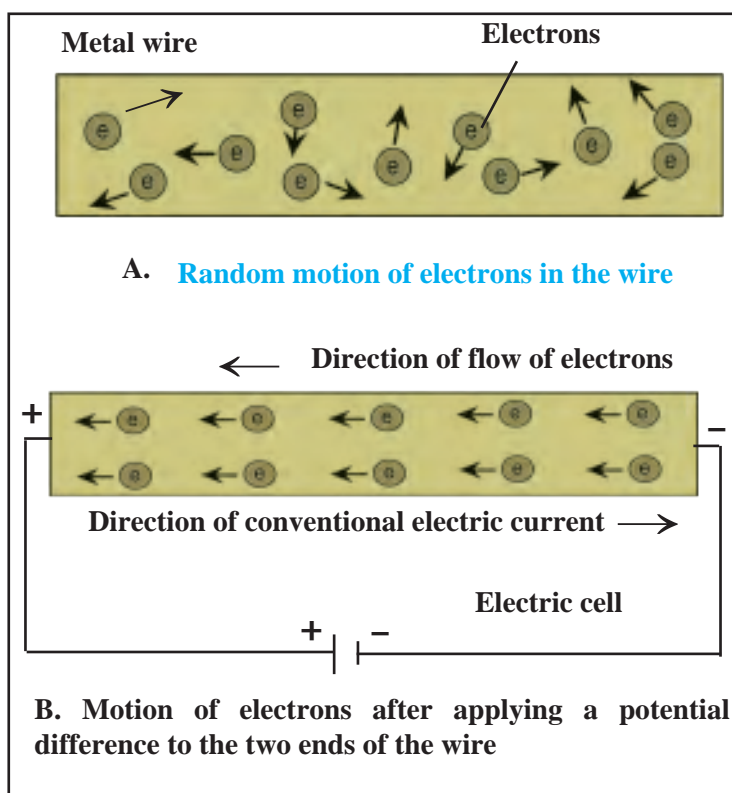 Metal wire
Electrons
e e e e e e e e e e e
A. Random motion of electrons in the wire
Direction of flow of electrons
+ −
e e e e e
e e e e e
Direction of conventional electric current
Electric cell
+ −
B. Motion of electrons after applying a potential
difference to the two ends of the wire